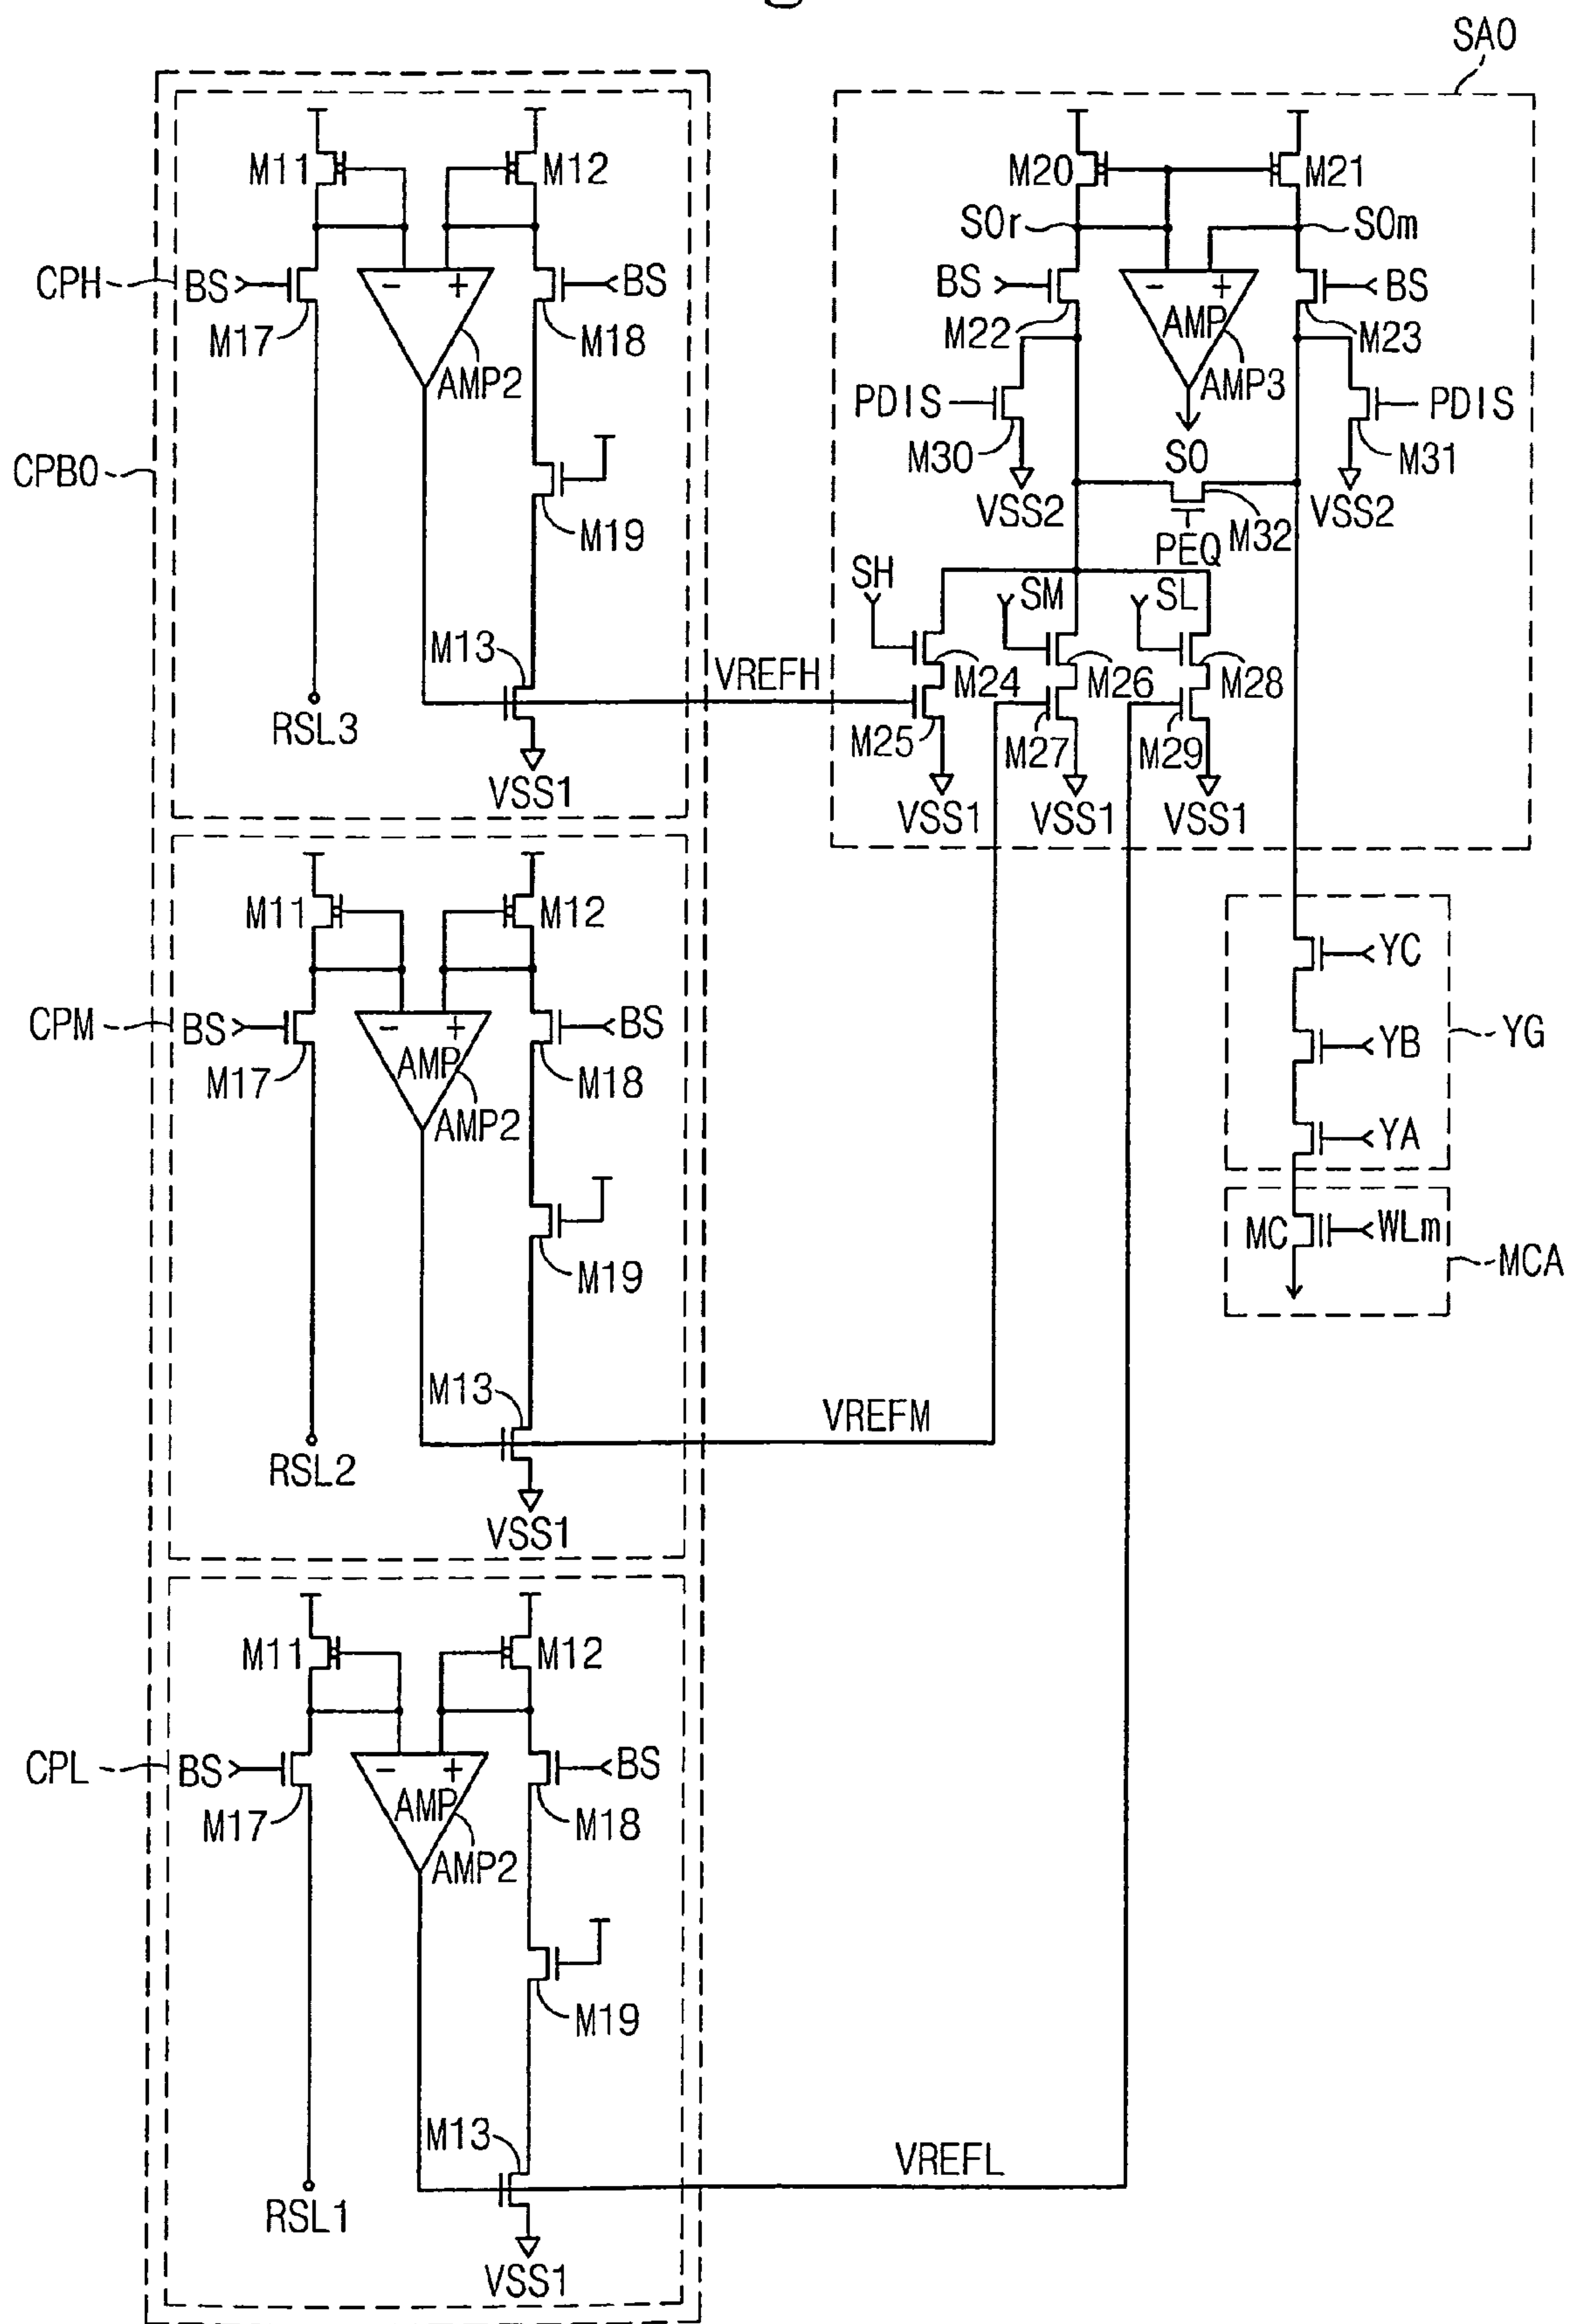 SA0
M11
M12
CPH
BS
BS
M17
M18
AMP2
CPB0
M19
M13
RSL3
VSS1
VREFH
M20
M21
S0r
S0m
BS
BS
M22
M23
AMP
AMP3
PDIS
PDIS
M30
M31
S0
VSS2
VSS2
M32
PEQ
SH
SM
SL
M24
M26
M28
M25
M27
M29
VSS1
VSS1
VSS1
M11
M12
CPM
BS
BS
M17
M18
AMP
AMP2
M19
M13
RSL2
VSS1
VREFM
YC
YB
YG
YA
MC
WLm
MCA
M11
M12
CPL
BS
BS
M17
M18
AMP
AMP2
M19
M13
RSL1
VSS1
VREFL